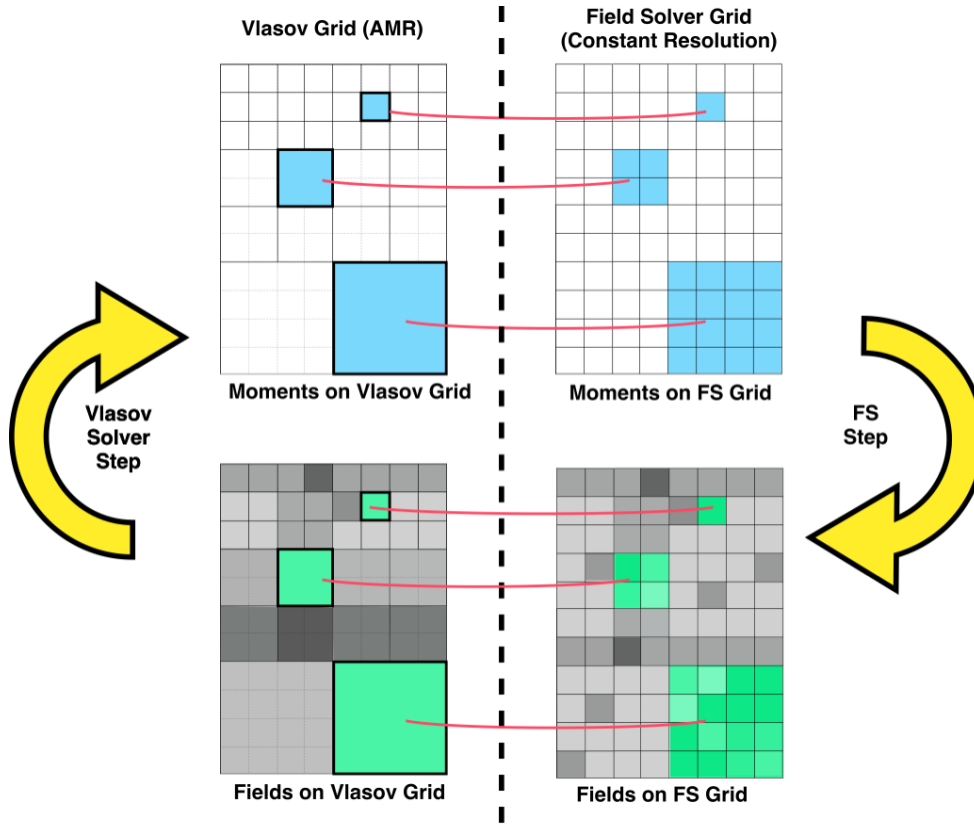 Vlasov Grid (AMR)
Field Solver Grid
(Constant Resolution)
Moments on Vlasov Grid
Moments on FS Grid
Vlasov
Solver
Step
FS
Step
Fields on Vlasov Grid
Fields on FS Grid